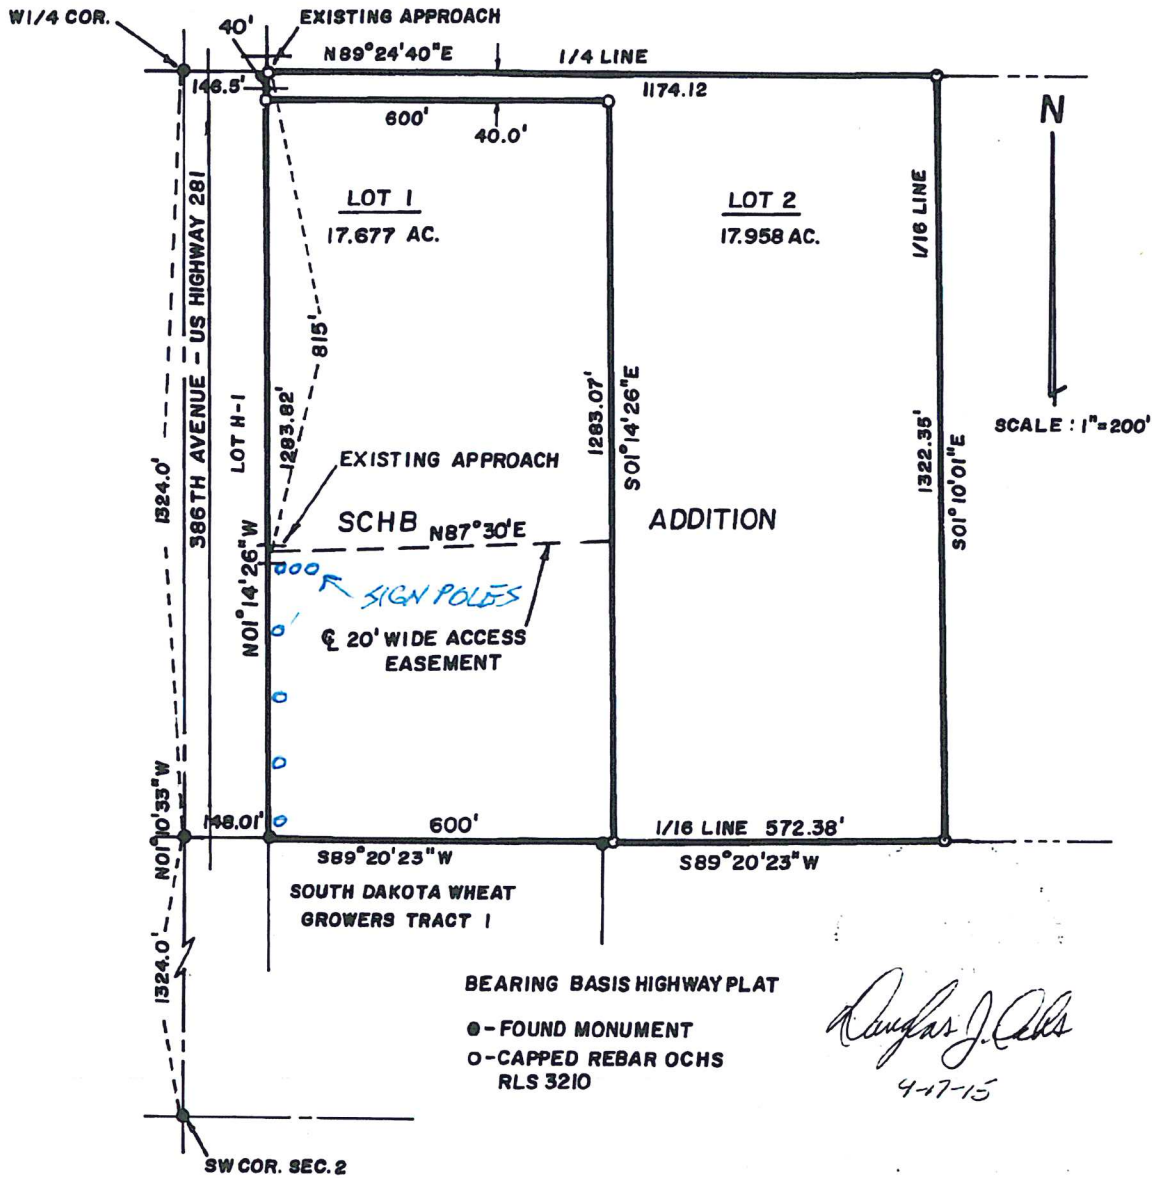 W1/4 COR.
40'
EXISTING APPROACH
N89°24'40"E
1/4 LINE
146.5'
1174.12
600'
40.0'
N
LOT 1
17.677 AC.
LOT 2
17.958 AC.
1/16 LINE
386TH AVENUE - US HIGHWAY 281
815'
LOT H-1
1283.82'
1283.07'
S01°14'26"E
SCALE : 1"=200'
1322.35'
S01°10'01"E
1324.0'
EXISTING APPROACH
SCHB
N87°30'E
ADDITION
N01°14'26"W
SIGN POLES
℄ 20' WIDE ACCESS
EASEMENT
N01°10'33"W
148.01'
600'
1/16 LINE 572.38'
S89°20'23"W
S89°20'23"W
SOUTH DAKOTA WHEAT
GROWERS TRACT 1
1324.0'
BEARING BASIS HIGHWAY PLAT
●-FOUND MONUMENT
○-CAPPED REBAR OCHS
RLS 3210
Douglas J. Ochs
4-17-15
SW COR. SEC. 2